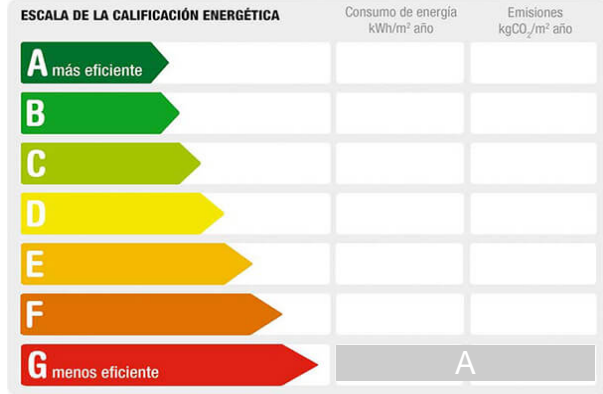 ESCALA DE LA CALIFICACIÓN ENERGÉTICA
Consumo de energía
kWh/m² año
Emisiones
kgCO₂/m² año
A más eficiente
B
C
D
E
F
G menos eficiente
A